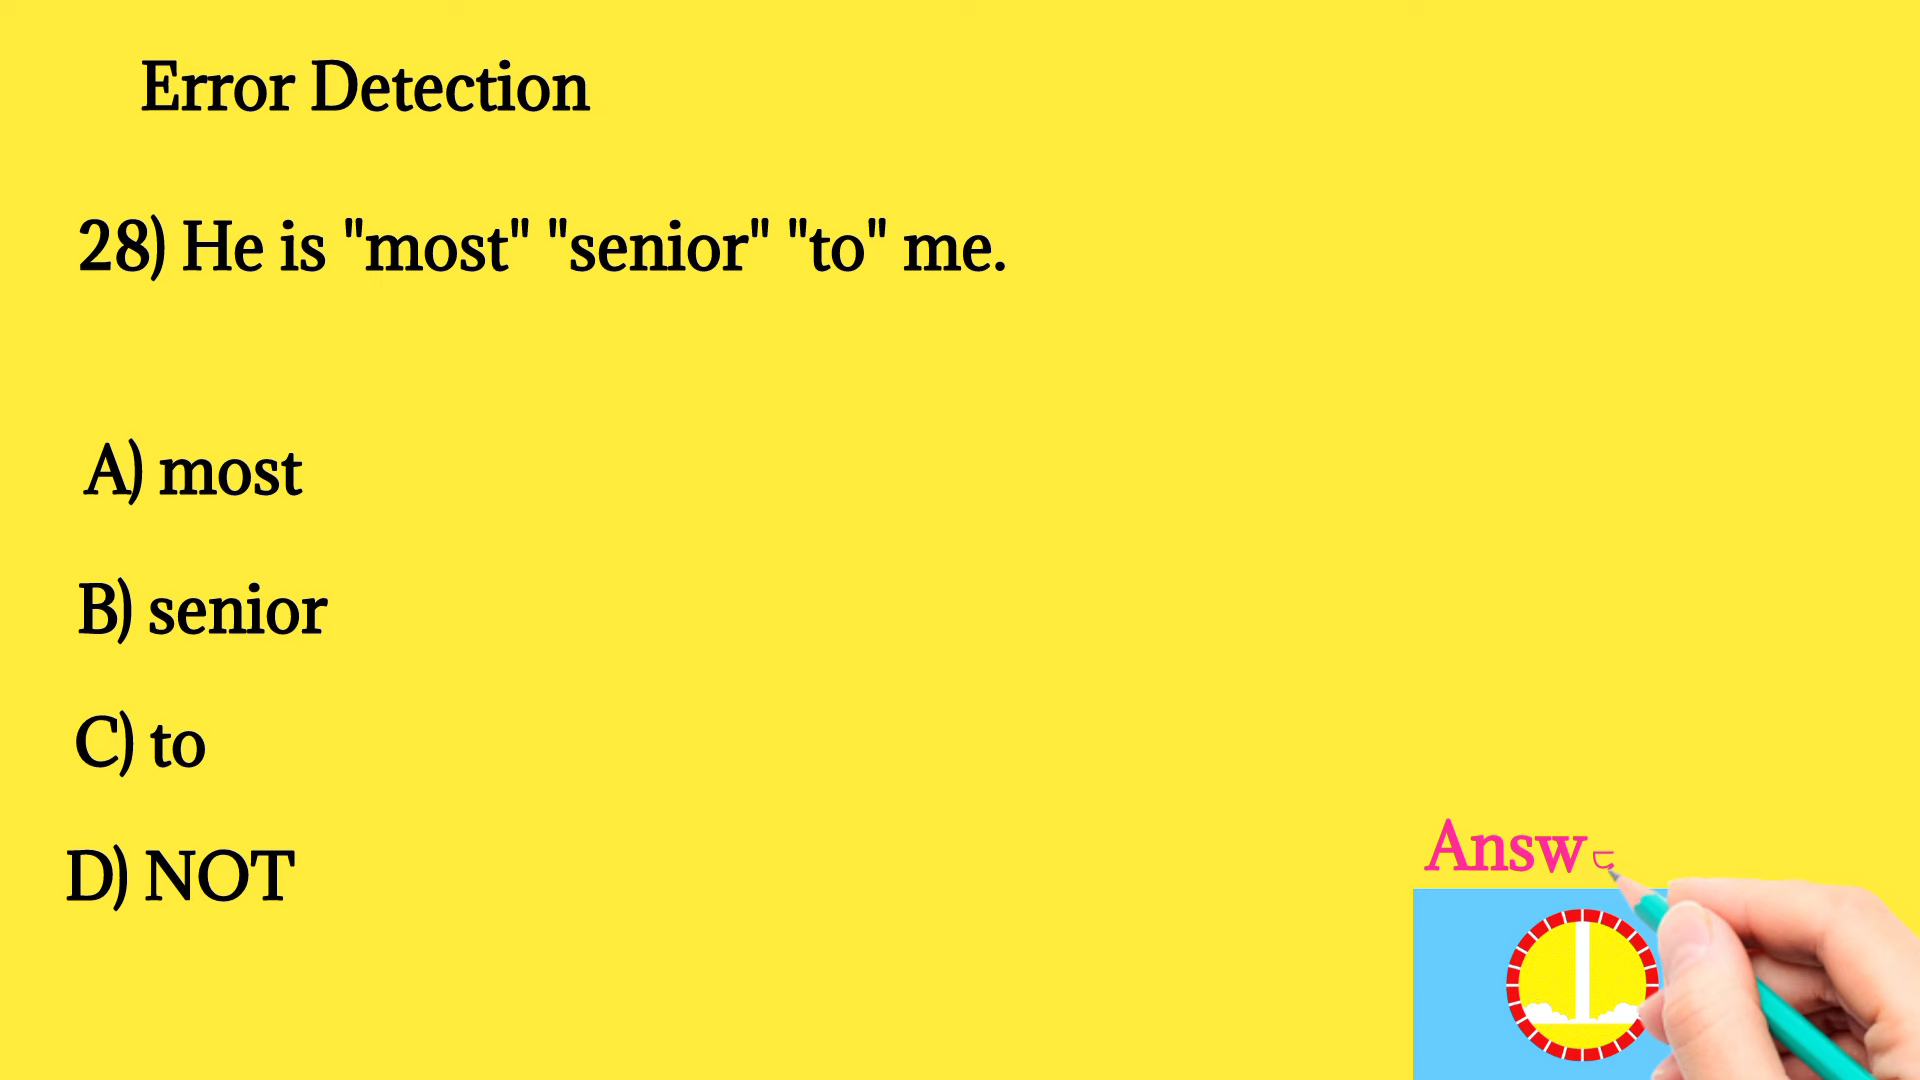 Error Detection
28) He is "most" "senior" "to" me.
A) most
B) senior
C) to
D) NOT
Answ